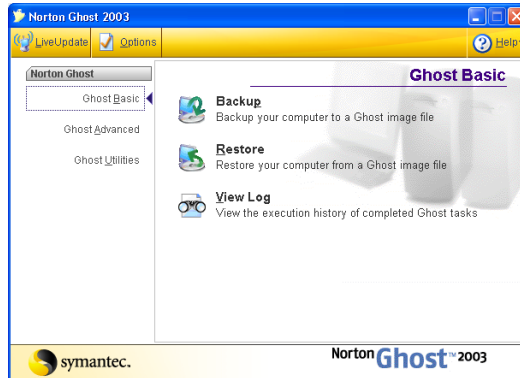 Norton Ghost 2003
LiveUpdate Options Help
Norton Ghost
Ghost Basic
Ghost Advanced
Ghost Utilities
Ghost Basic
Backup
Backup your computer to a Ghost image file
Restore
Restore your computer from a Ghost image file
View Log
View the execution history of completed Ghost tasks
symantec.
Norton Ghost™ 2003